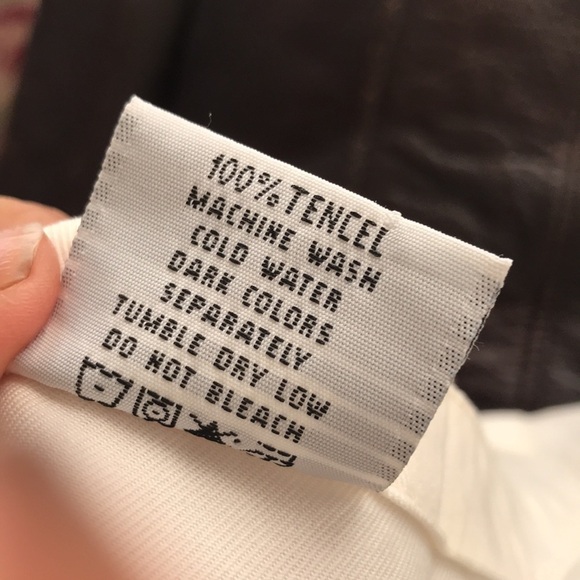 100% TENCEL
MACHINE WASH
COLD WATER
DARK COLORS
SEPARATELY
TUMBLE DRY LOW
DO NOT BLEACH